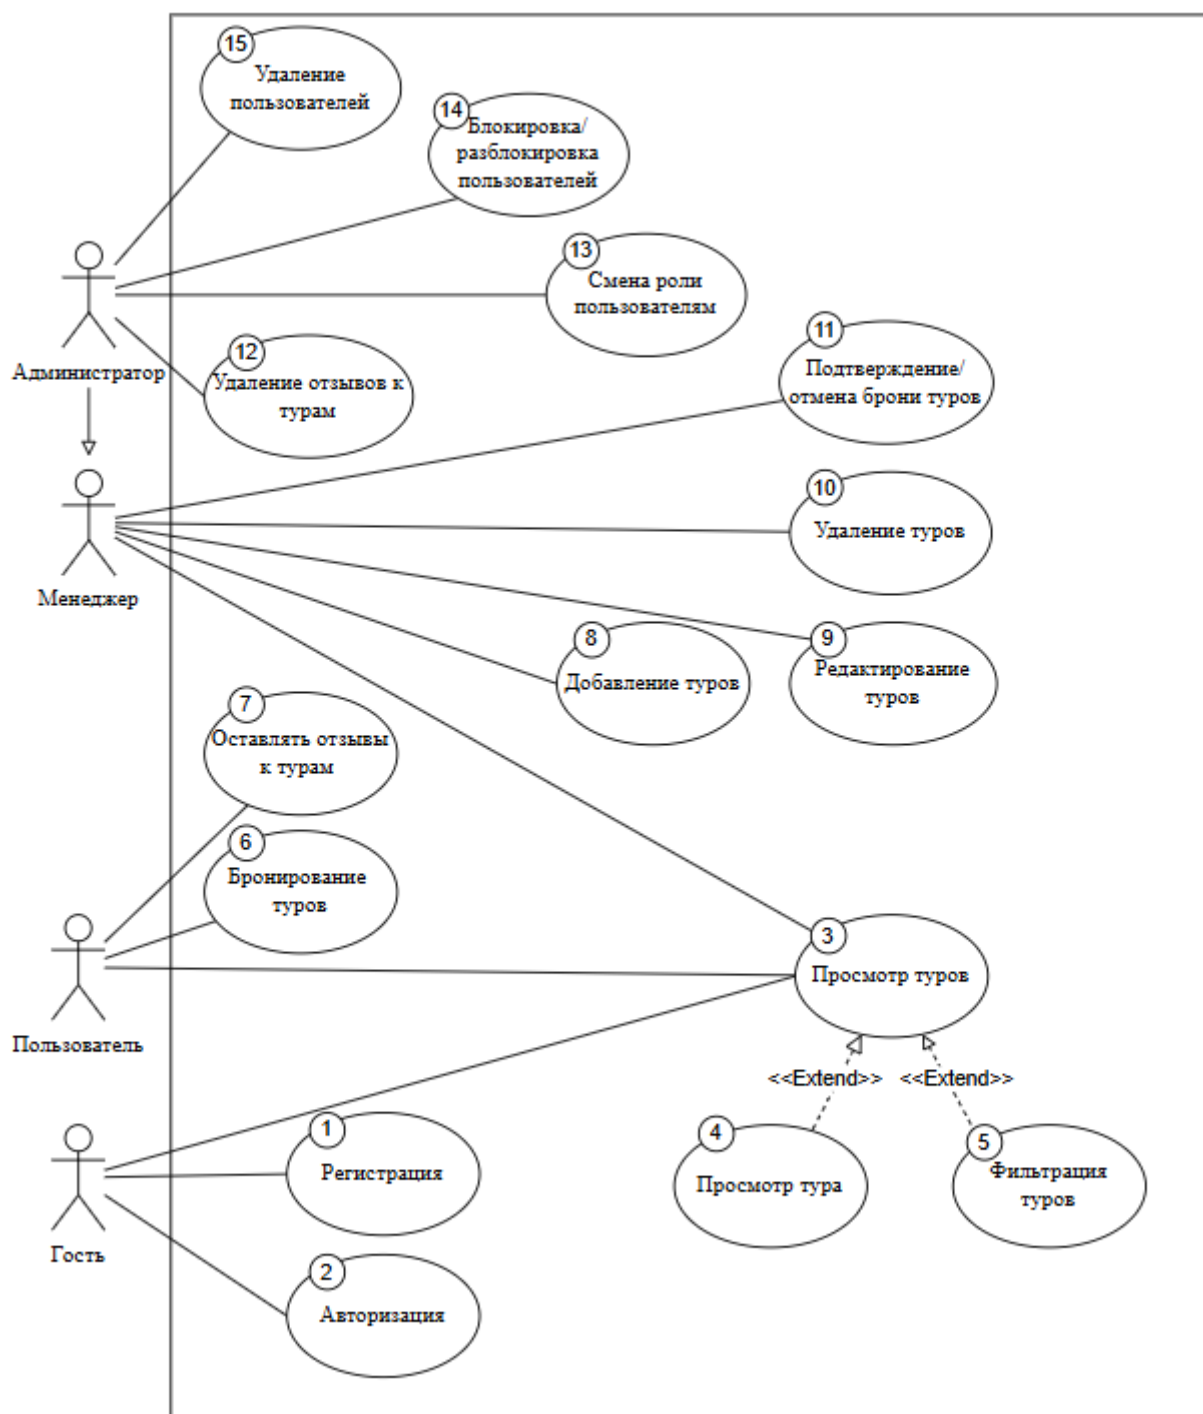 15
Удаление
пользователей
14
Блокировка/
разблокировка
пользователей
13
Смена роли
пользователям
Администратор
12
Удаление отзывов к
турам
11
Подтверждение/
отмена брони туров
Менеджер
10
Удаление туров
8
Добавление туров
9
Редактирование
туров
7
Оставлять отзывы
к турам
6
Бронирование
туров
Пользователь
3
Просмотр туров
<<Extend>> <<Extend>>
4
Просмотр тура
5
Фильтрация
туров
1
Регистрация
Гость
2
Авторизация